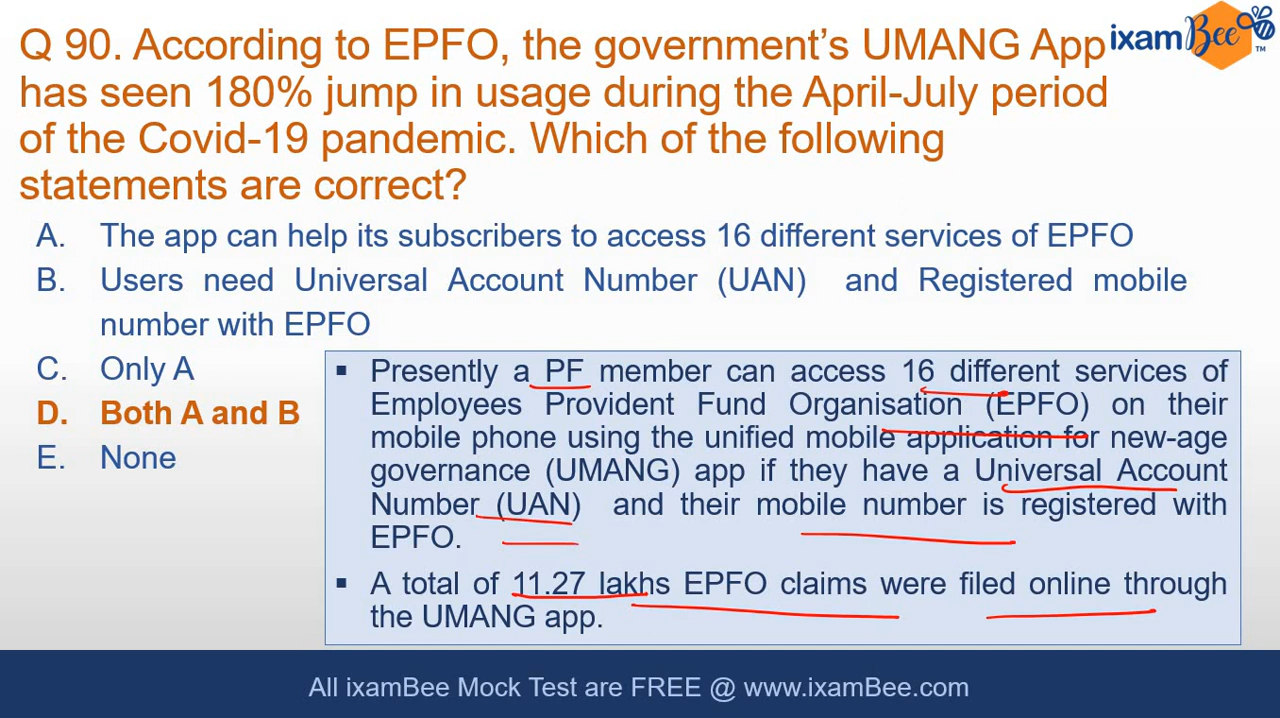 Q 90. According to EPFO, the government's UMANG App
has seen 180% jump in usage during the April-July period
of the Covid-19 pandemic. Which of the following
statements are correct?
ixamBee
TM
A. The app can help its subscribers to access 16 different services of EPFO
B. Users need Universal Account Number (UAN) and Registered mobile
number with EPFO
C. Only A
D. Both A and B
E. None
▪ Presently a PF member can access 16 different services of
Employees Provident Fund Organisation (EPFO) on their
mobile phone using the unified mobile application for new-age
governance (UMANG) app if they have a Universal Account
Number (UAN) and their mobile number is registered with
EPFO.
▪ A total of 11.27 lakhs EPFO claims were filed online through
the UMANG app.
All ixamBee Mock Test are FREE @ www.ixamBee.com